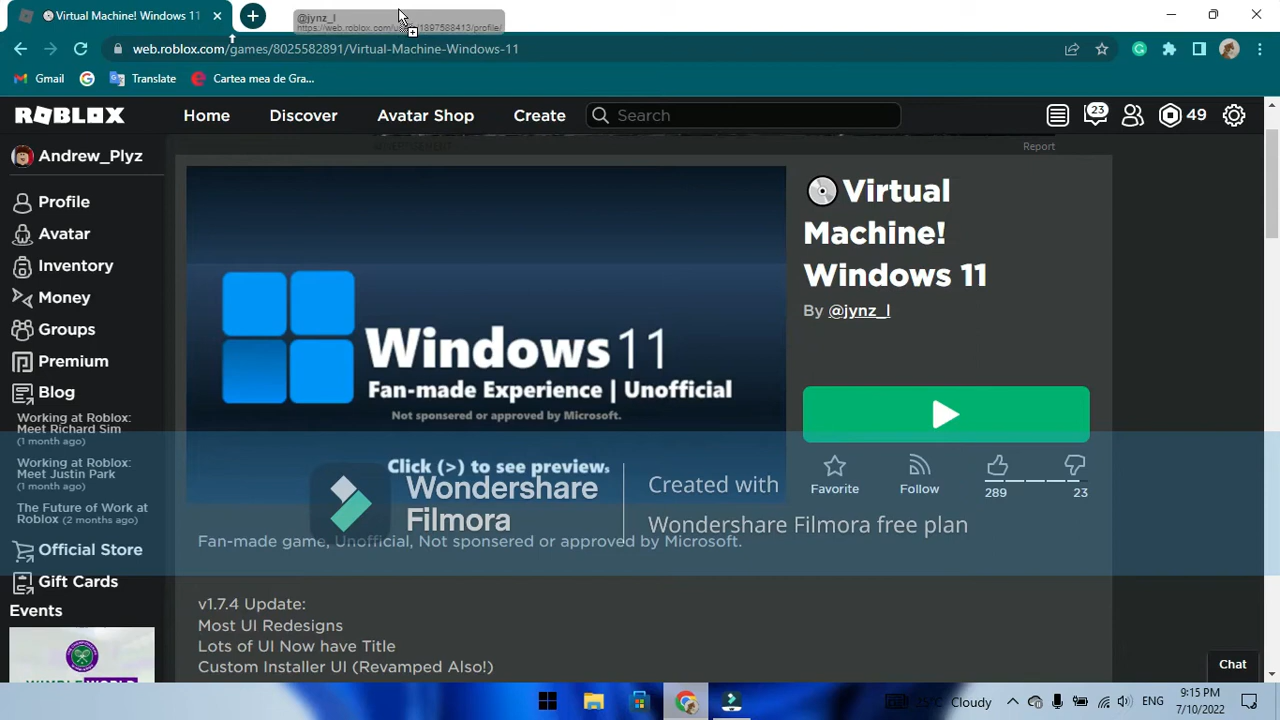 Virtual Machine! Windows 11
@jynz_l
web.roblox.com/games/8025582891/Virtual-Machine-Windows-11
Gmail
Translate
Cartea mea de Gra...
ROBLOX
Home
Discover
Avatar Shop
Create
Search
23
49
Andrew_Plyz
Profile
Avatar
Inventory
Money
Groups
Premium
Blog
Working at Roblox:
Meet Richard Sim
(1 month ago)
Working at Roblox:
Meet Justin Park
(1 month ago)
The Future of Work at
Roblox (2 months ago)
Official Store
Gift Cards
Events
ADVERTISEMENT
Report
Windows 11
Fan-made Experience | Unofficial
Not sponsered or approved by Microsoft.
Click (>) to see preview.
Virtual
Machine!
Windows 11
By @jynz_l
Favorite
Follow
289
23
Wondershare
Filmora
Created with
Wondershare Filmora free plan
Fan-made game, Unofficial, Not sponsered or approved by Microsoft.
v1.7.4 Update:
Most UI Redesigns
Lots of UI Now have Title
Custom Installer UI (Revamped Also!)
Chat
Cloudy
ENG
9:15 PM
7/10/2022